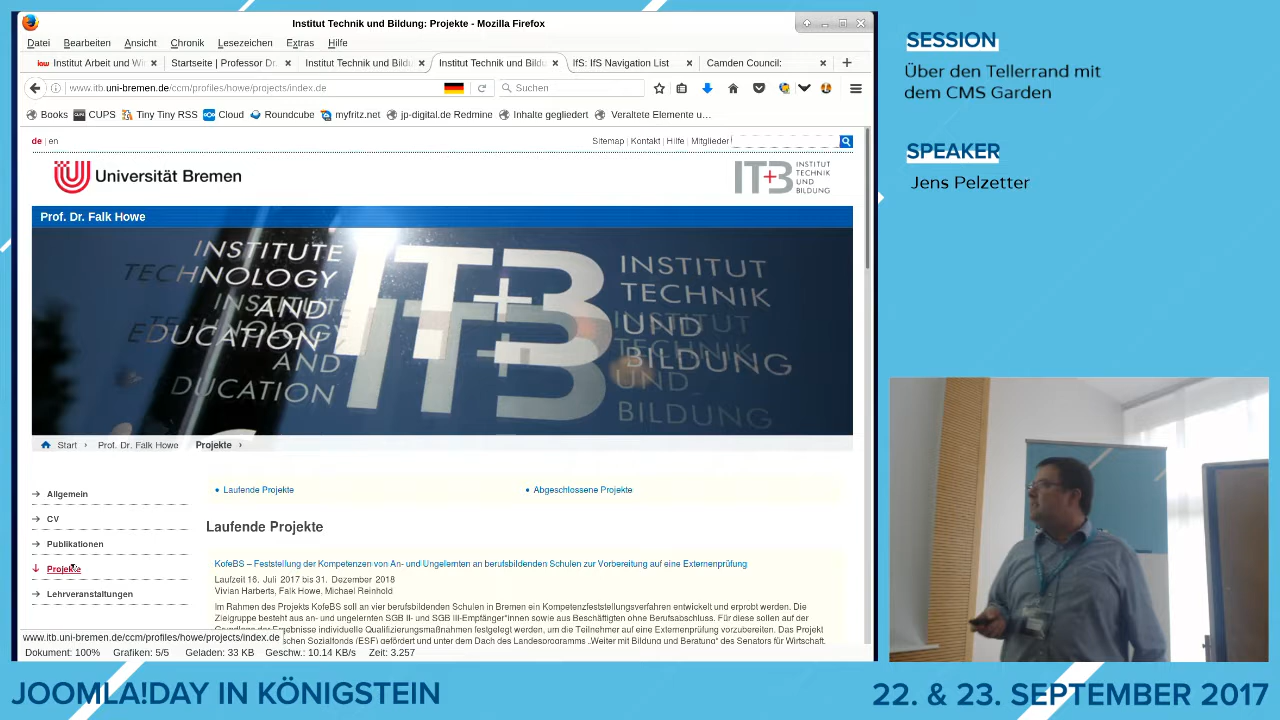 Institut Technik und Bildung: Projekte - Mozilla Firefox
Datei Bearbeiten Ansicht Chronik Lesezeichen Extras Hilfe
iaw Institut Arbeit und Wi
Startseite | Professor Dr.
Institut Technik und Bild
Institut Technik und Bild
IfS: IfS Navigation List
Camden Council:
www.itb.uni-bremen.de/ccm/profiles/howe/projects/index.de
Suchen
Books CUPS Tiny Tiny RSS Cloud Roundcube myfritz.net jp-digital.de Redmine Inhalte gegliedert Veraltete Elemente u…
de | en
Sitemap | Kontakt | Hilfe | Mitglieder
Universität Bremen
IT+B INSTITUT TECHNIK UND BILDUNG
Prof. Dr. Falk Howe
INSTITUTE
TECHNOLOGY
AND
EDUCATION
IT+B
INSTITUT
TECHNIK
UND
BILDUNG
Start › Prof. Dr. Falk Howe Projekte ›
Allgemein
CV
Publikationen
Projekte
Lehrveranstaltungen
Laufende Projekte
Abgeschlossene Projekte
Laufende Projekte
KofeBS – Feststellung der Kompetenzen von An- und Ungelernten an berufsbildenden Schulen zur Vorbereitung auf eine Externenprüfung
Laufzeit 16. Juli 2017 bis 31. Dezember 2018
Vivian Harberts, Falk Howe, Michael Reinhold
Im Rahmen des Projekts KofeBS soll an vier berufsbildenden Schulen in Bremen ein Kompetenzfeststellungsverfahren entwickelt und erprobt werden. Die
Zielgruppe besteht aus an- und ungelernten SGB II- und SGB III-Empfänger*innen sowie aus Beschäftigten ohne Berufsabschluss. Für diese sollen auf der
Grundlage der Ergebnisse individuelle Qualifizierungsmaßnahmen festgelegt werden, um die Teilnehmer auf eine Externenprüfung vorzubereiten. Das Projekt
schen Sozialfonds (ESF) gefördert und unter dem Dach des Landesprogramms „Weiter mit Bildung und Beratung" des Senators für Wirtschaft,
www.itb.uni-bremen.de/ccm/profiles/howe/projects/index.de
Dokument: 100% Grafiken: 5/5 Geladen: 33 KB Geschw.: 10.14 KB/s Zeit: 3.257
SESSION
Über den Tellerrand mit
dem CMS Garden
SPEAKER
Jens Pelzetter
JOOMLA!DAY IN KÖNIGSTEIN
22. & 23. SEPTEMBER 2017